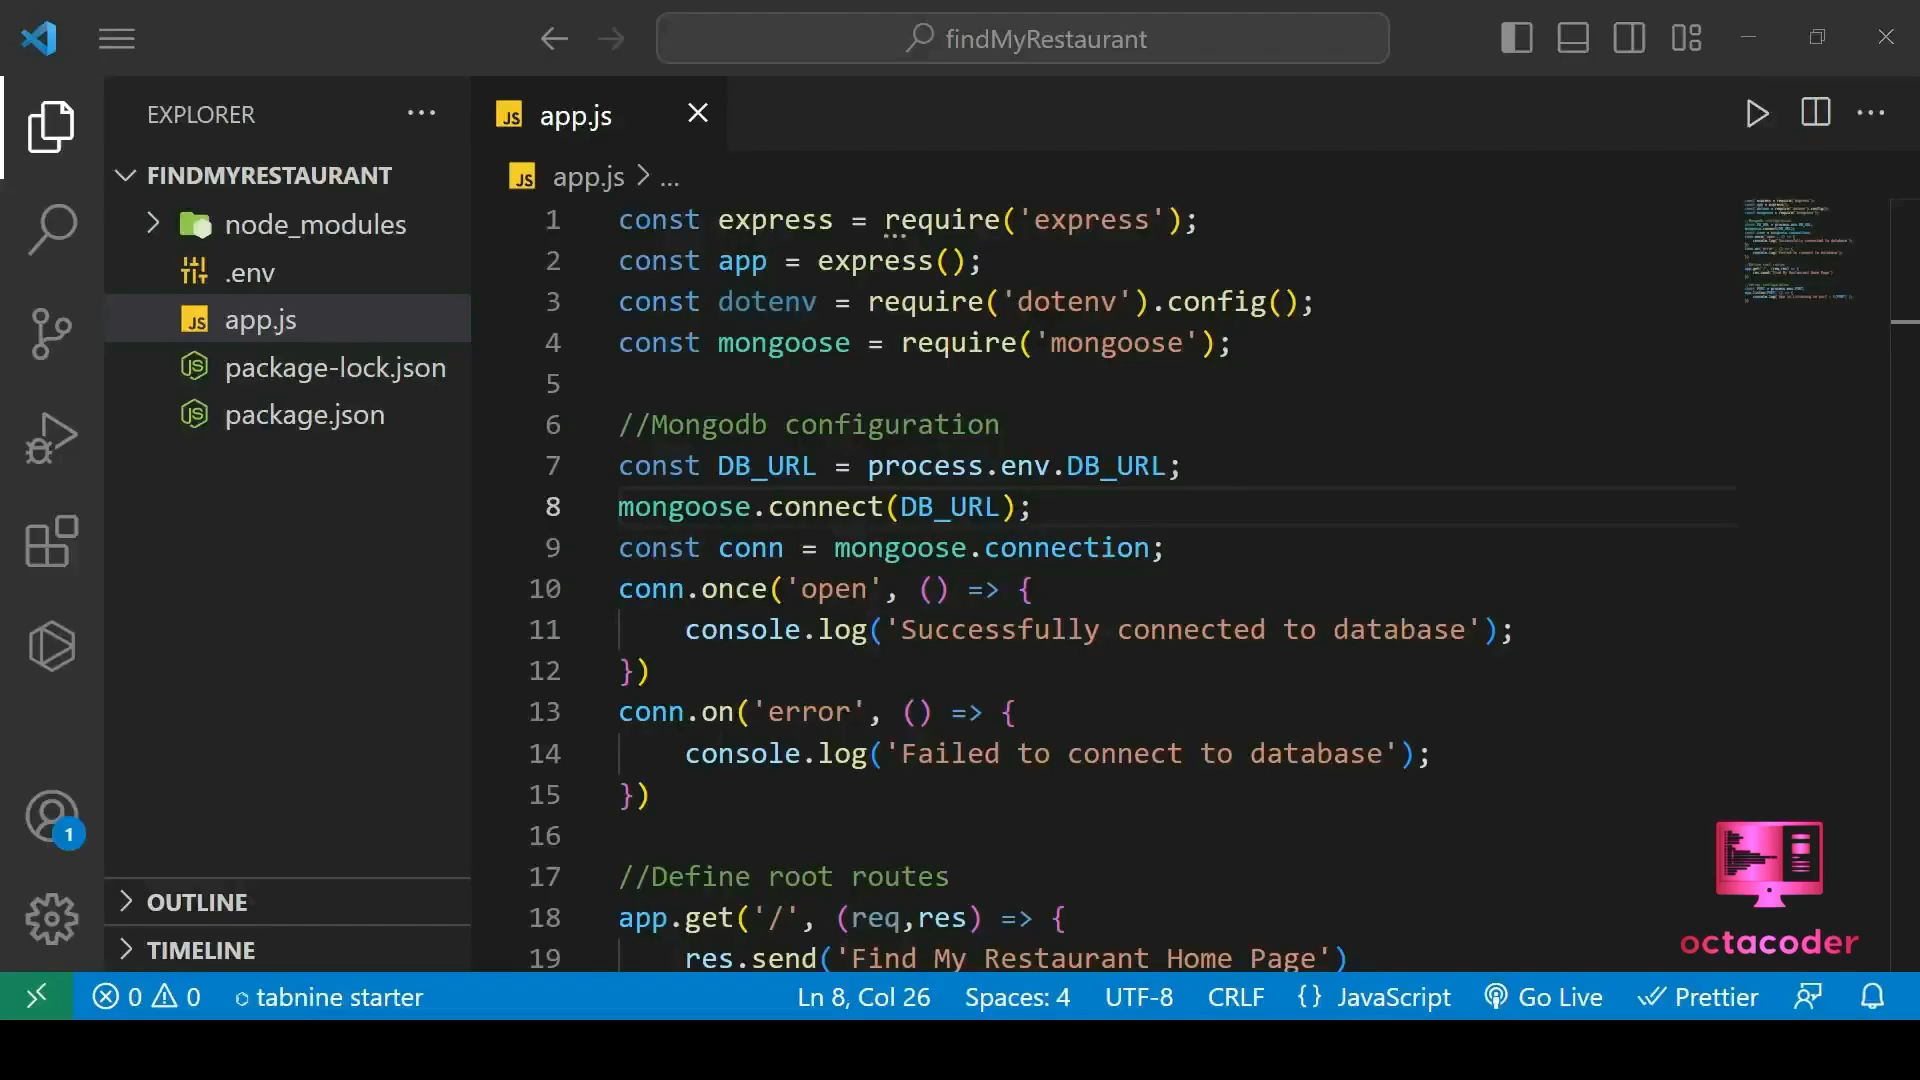 findMyRestaurant
EXPLORER
FINDMYRESTAURANT
node_modules
.env
app.js
package-lock.json
package.json
OUTLINE
TIMELINE
1
app.js
app.js > ...
1 const express = require('express');
2 const app = express();
3 const dotenv = require('dotenv').config();
4 const mongoose = require('mongoose');
5
6 //Mongodb configuration
7 const DB_URL = process.env.DB_URL;
8 mongoose.connect(DB_URL);
9 const conn = mongoose.connection;
10 conn.once('open', () => {
11 console.log('Successfully connected to database');
12 })
13 conn.on('error', () => {
14 console.log('Failed to connect to database');
15 })
16
17 //Define root routes
18 app.get('/', (req,res) => {
19 res.send('Find My Restaurant Home Page')
octacoder
0 0 tabnine starter Ln 8, Col 26 Spaces: 4 UTF-8 CRLF {} JavaScript Go Live Prettier